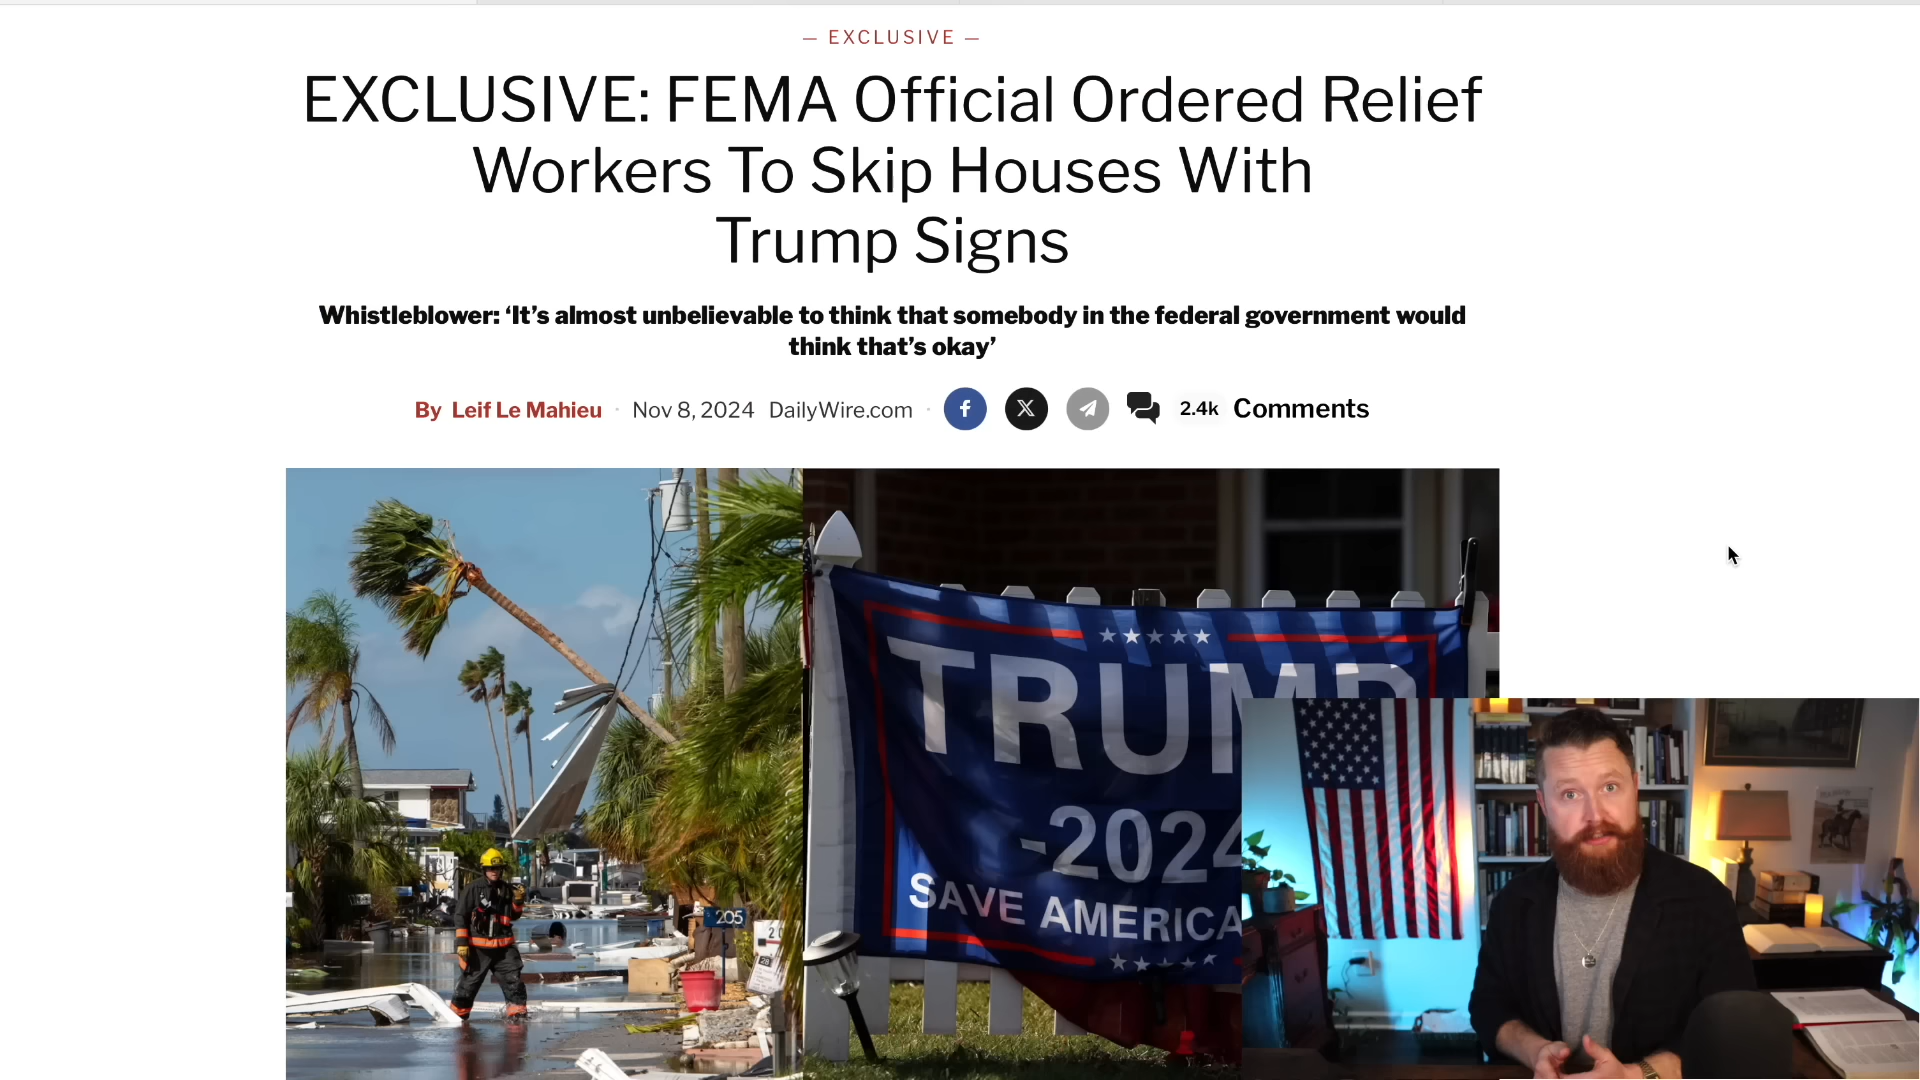 — EXCLUSIVE —
EXCLUSIVE: FEMA Official Ordered Relief
Workers To Skip Houses With
Trump Signs
Whistleblower: ‘It’s almost unbelievable to think that somebody in the federal government would
think that’s okay’
By Leif Le Mahieu · Nov 8, 2024 DailyWire.com · 2.4k Comments
TRUMP
-2024
SAVE AMERICA
205